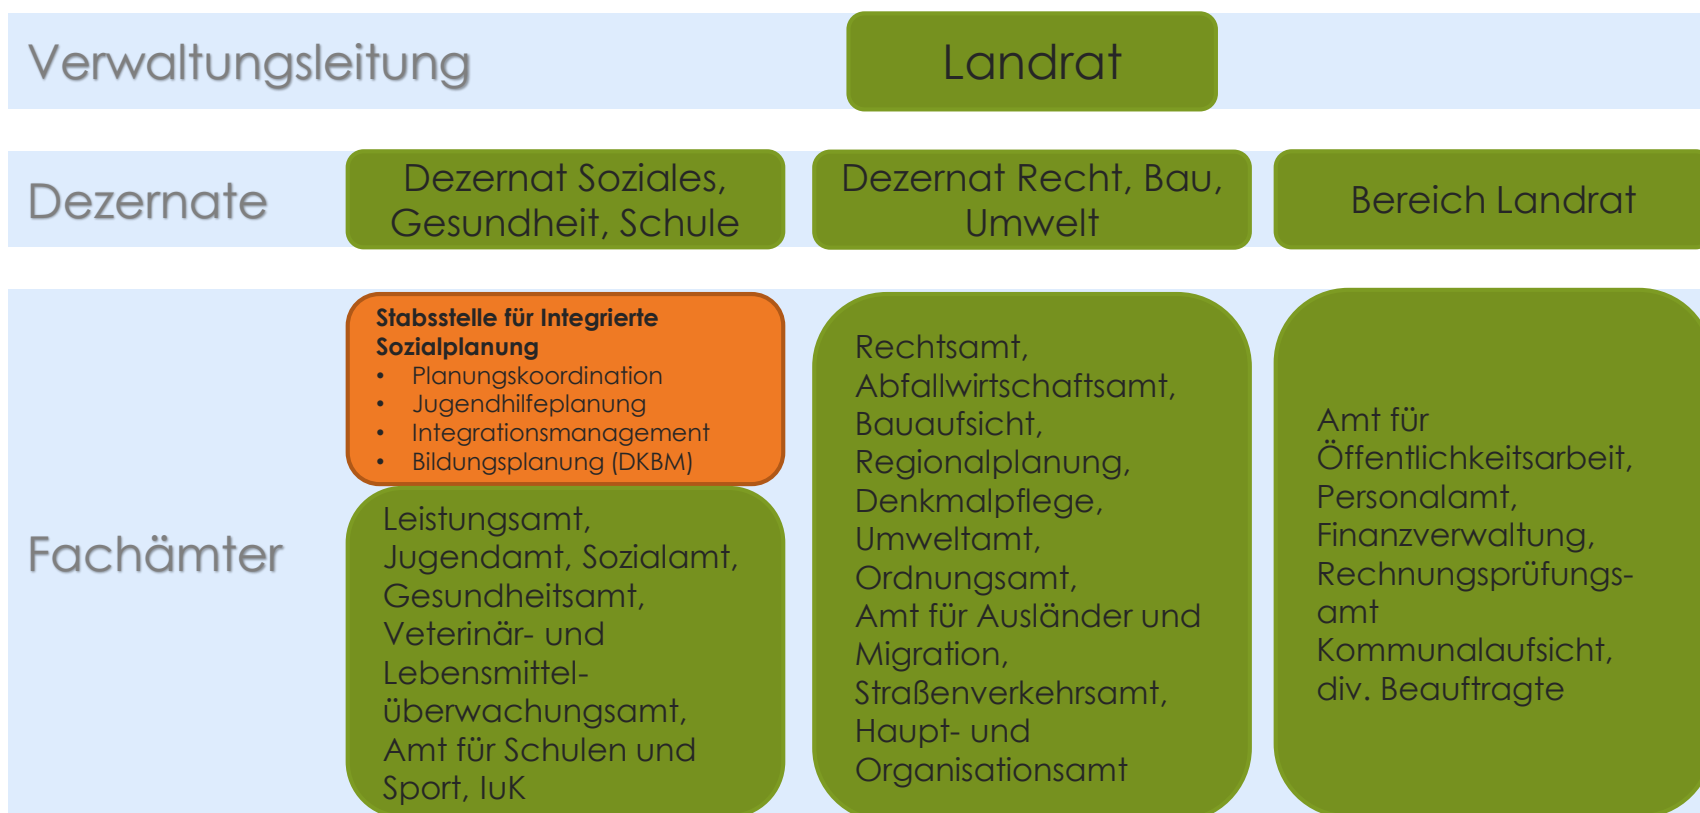 Verwaltungsleitung
Landrat
Dezernate
Dezernat Soziales,
Gesundheit, Schule
Dezernat Recht, Bau,
Umwelt
Bereich Landrat
Fachämter
Stabsstelle für Integrierte
Sozialplanung
• Planungskoordination
• Jugendhilfeplanung
• Integrationsmanagement
• Bildungsplanung (DKBM)
Leistungsamt,
Jugendamt, Sozialamt,
Gesundheitsamt,
Veterinär- und
Lebensmittel-
überwachungsamt,
Amt für Schulen und
Sport, IuK
Rechtsamt,
Abfallwirtschaftsamt,
Bauaufsicht,
Regionalplanung,
Denkmalpflege,
Umweltamt,
Ordnungsamt,
Amt für Ausländer und
Migration,
Straßenverkehrsamt,
Haupt- und
Organisationsamt
Amt für
Öffentlichkeitsarbeit,
Personalamt,
Finanzverwaltung,
Rechnungsprüfungs-
amt
Kommunalaufsicht,
div. Beauftragte